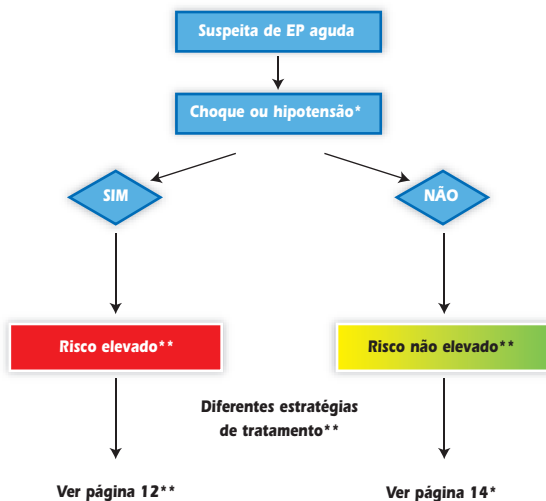 Suspeita de EP aguda
Choque ou hipotensão*
SIM
NÃO
Risco elevado**
Risco não elevado**
Diferentes estratégias
de tratamento**
Ver página 12**
Ver página 14*